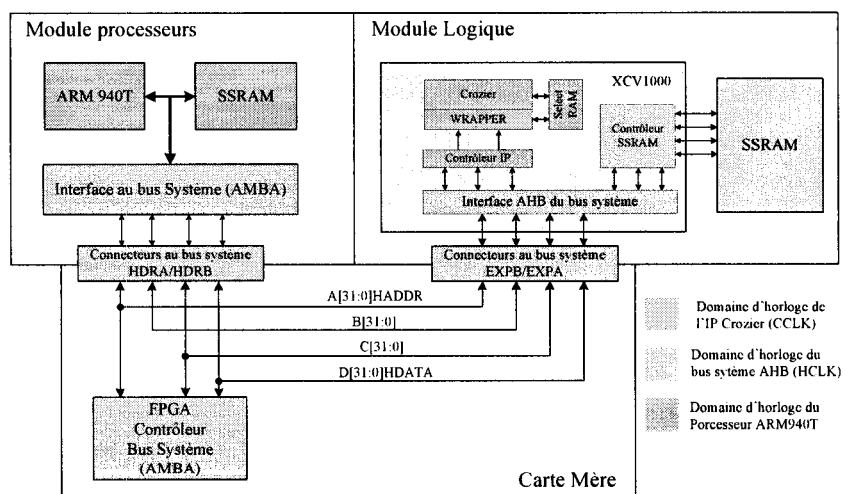 Module processeurs
Module Logique
ARM 940T
SSRAM
XCV1000
Crozier
WRAPPER
Select
RAM
Contrôleur IP
Contrôleur
SSRAM
SSRAM
Interface au bus Système (AMBA)
Interface AHB du bus système
Connecteurs au bus système
HDRA/HDRB
Connecteurs au bus système
EXPB/EXPA
A[31:0]HADDR
B[31:0]
C[31:0]
D[31:0]HDATA
FPGA
Contrôleur
Bus Système
(AMBA)
Carte Mère
Domaine d'horloge de
l'IP Crozier (CCLK)
Domaine d'horloge du
bus sytème AHB (HCLK)
Domaine d'horloge du
Porcesseur ARM940T